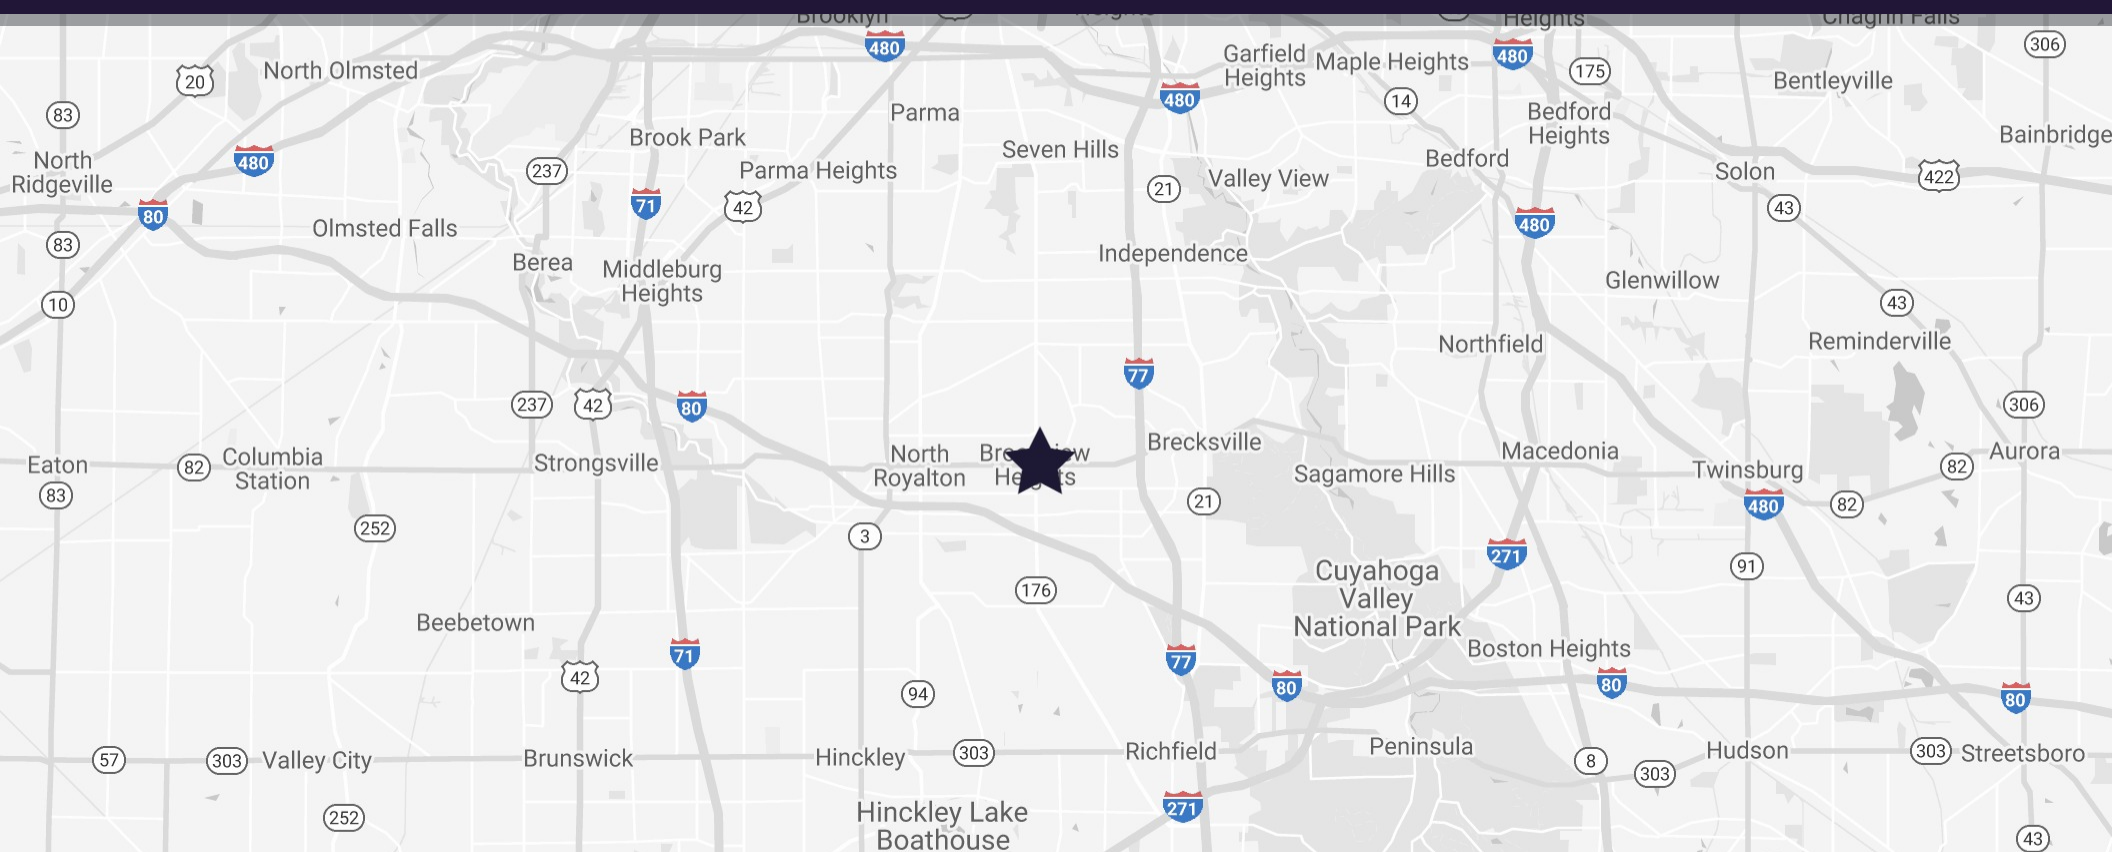 Brooklyn
Heights
Heights
Chagrin Falls
480
306
Garfield
Heights
Maple Heights
480
175
North Olmsted
20
Bentleyville
480
14
83
Parma
Bedford
Heights
Bainbridge
Brook Park
Seven Hills
480
North
Ridgeville
237
Parma Heights
Bedford
Solon
422
21
Valley View
71
42
43
80
480
Olmsted Falls
83
Independence
Berea
Middleburg
Heights
Glenwillow
10
43
Northfield
Reminderville
77
237
42
80
306
Brecksville
North
Royalton
Macedonia
Aurora
Eaton
82
Columbia
Station
Strongsville
Sagamore Hills
Twinsburg
82
83
21
480
82
252
3
271
Cuyahoga
Valley
National Park
91
176
43
Beebetown
Boston Heights
71
77
42
80
80
80
94
57
303
Valley City
Brunswick
Hinckley
303
Richfield
Peninsula
8
303
Hudson
303
Streetsboro
271
252
Hinckley Lake
Boathouse
43